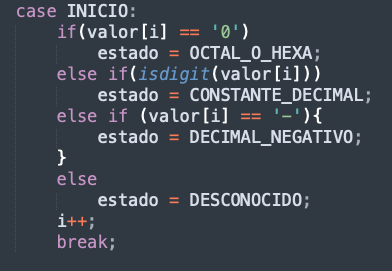 case INICIO:
    if(valor[i] == '0')
        estado = OCTAL_O_HEXA;
    else if(isdigit(valor[i]))
        estado = CONSTANTE_DECIMAL;
    else if (valor[i] == '-'){
        estado = DECIMAL_NEGATIVO;
    }
    else
        estado = DESCONOCIDO;
    i++;
    break;